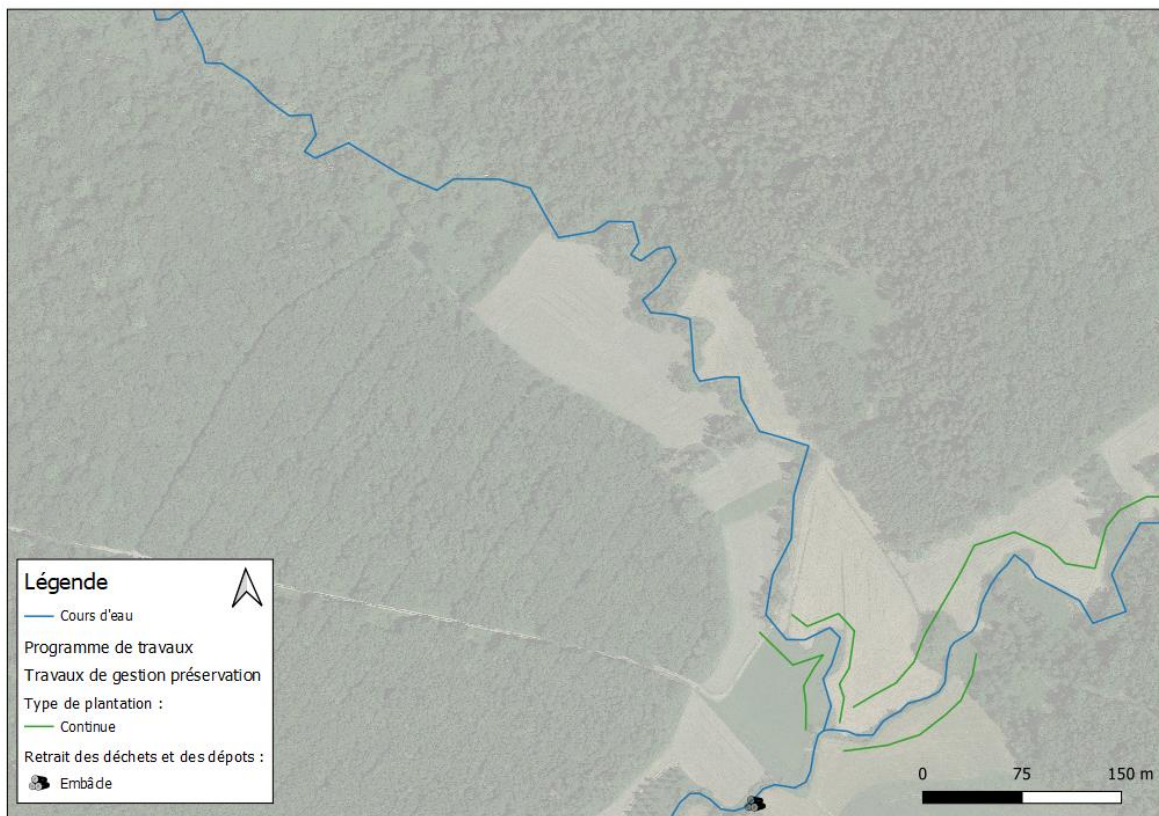 Légende
Cours d'eau
Programme de travaux
Travaux de gestion préservation
Type de plantation :
Continue
Retrait des déchets et des dépots :
Embâcle
0 75 150 m